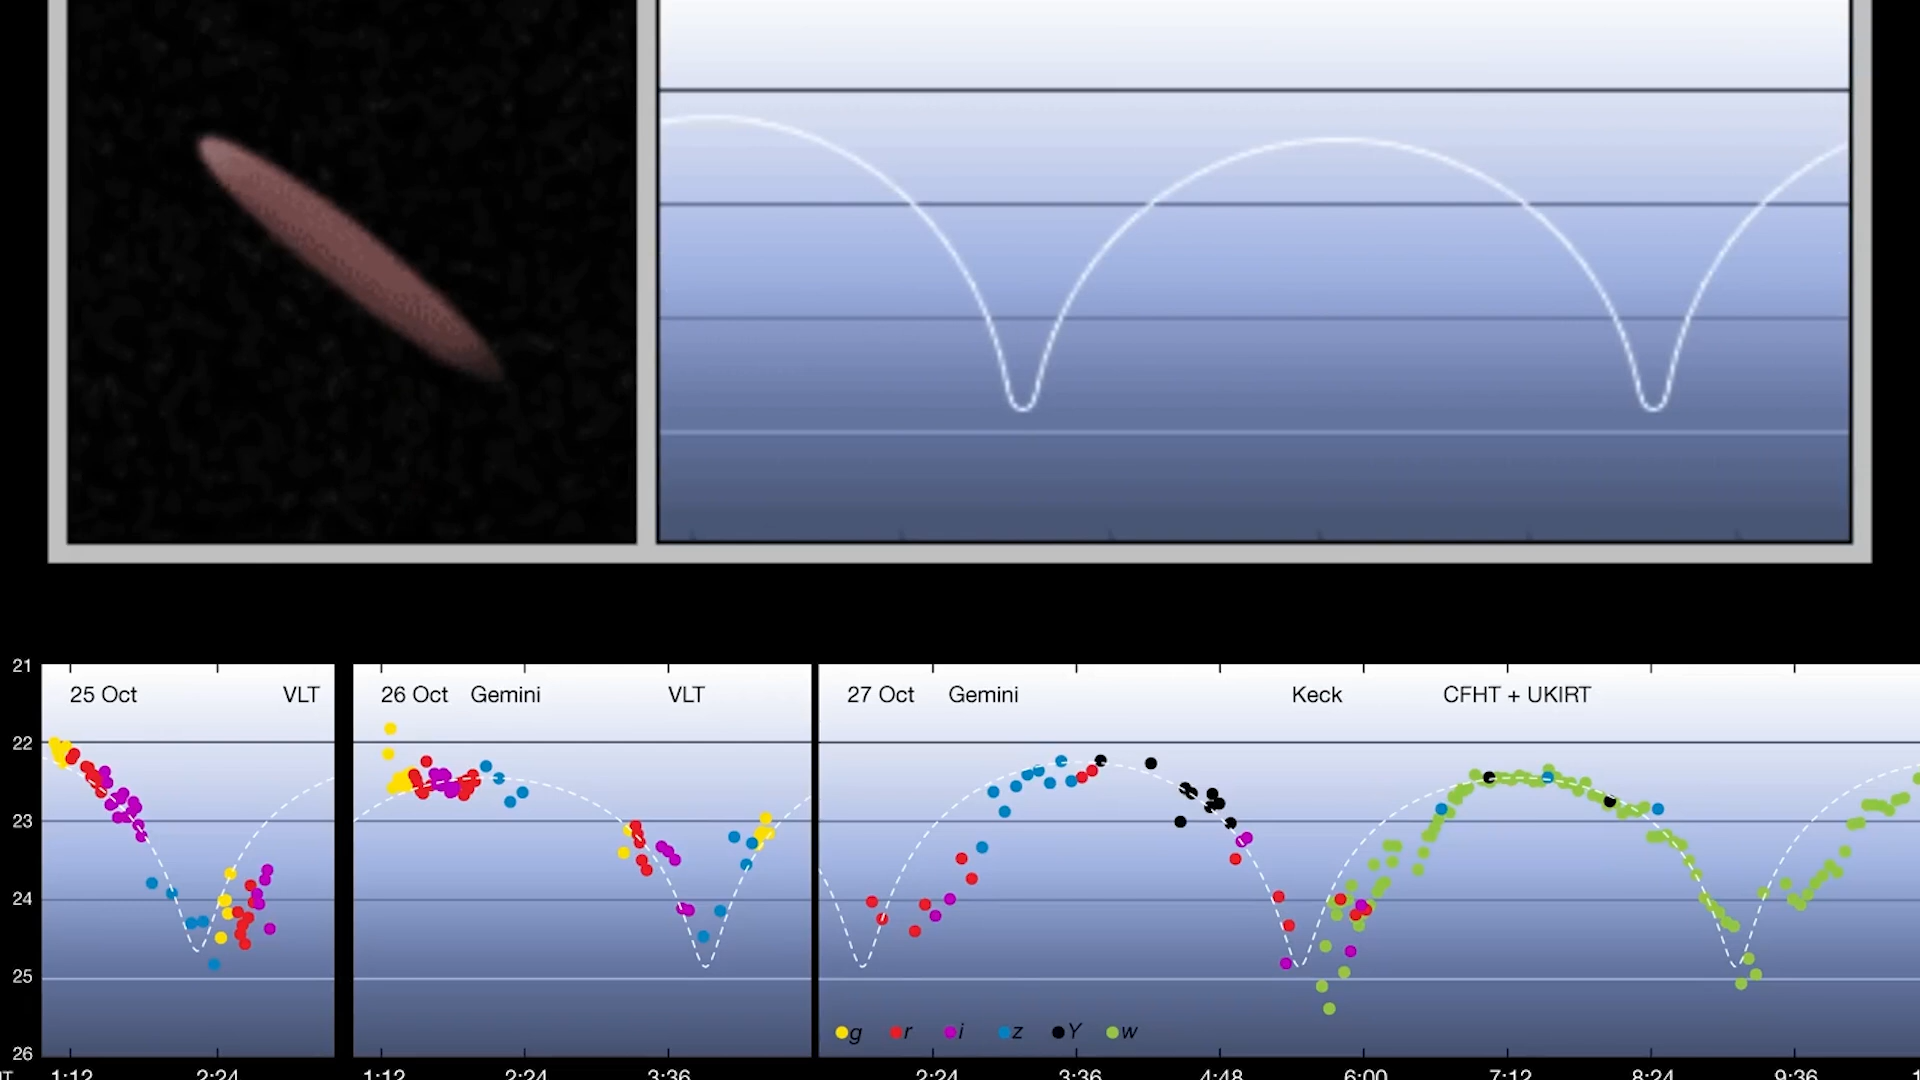 21
25 Oct VLT
26 Oct Gemini VLT
27 Oct Gemini Keck CFHT + UKIRT
22
23
24
25
g r i z Y w
26
1:12 2:24 1:12 2:24 3:36 2:24 3:36 4:48 6:00 7:12 8:24 9:36